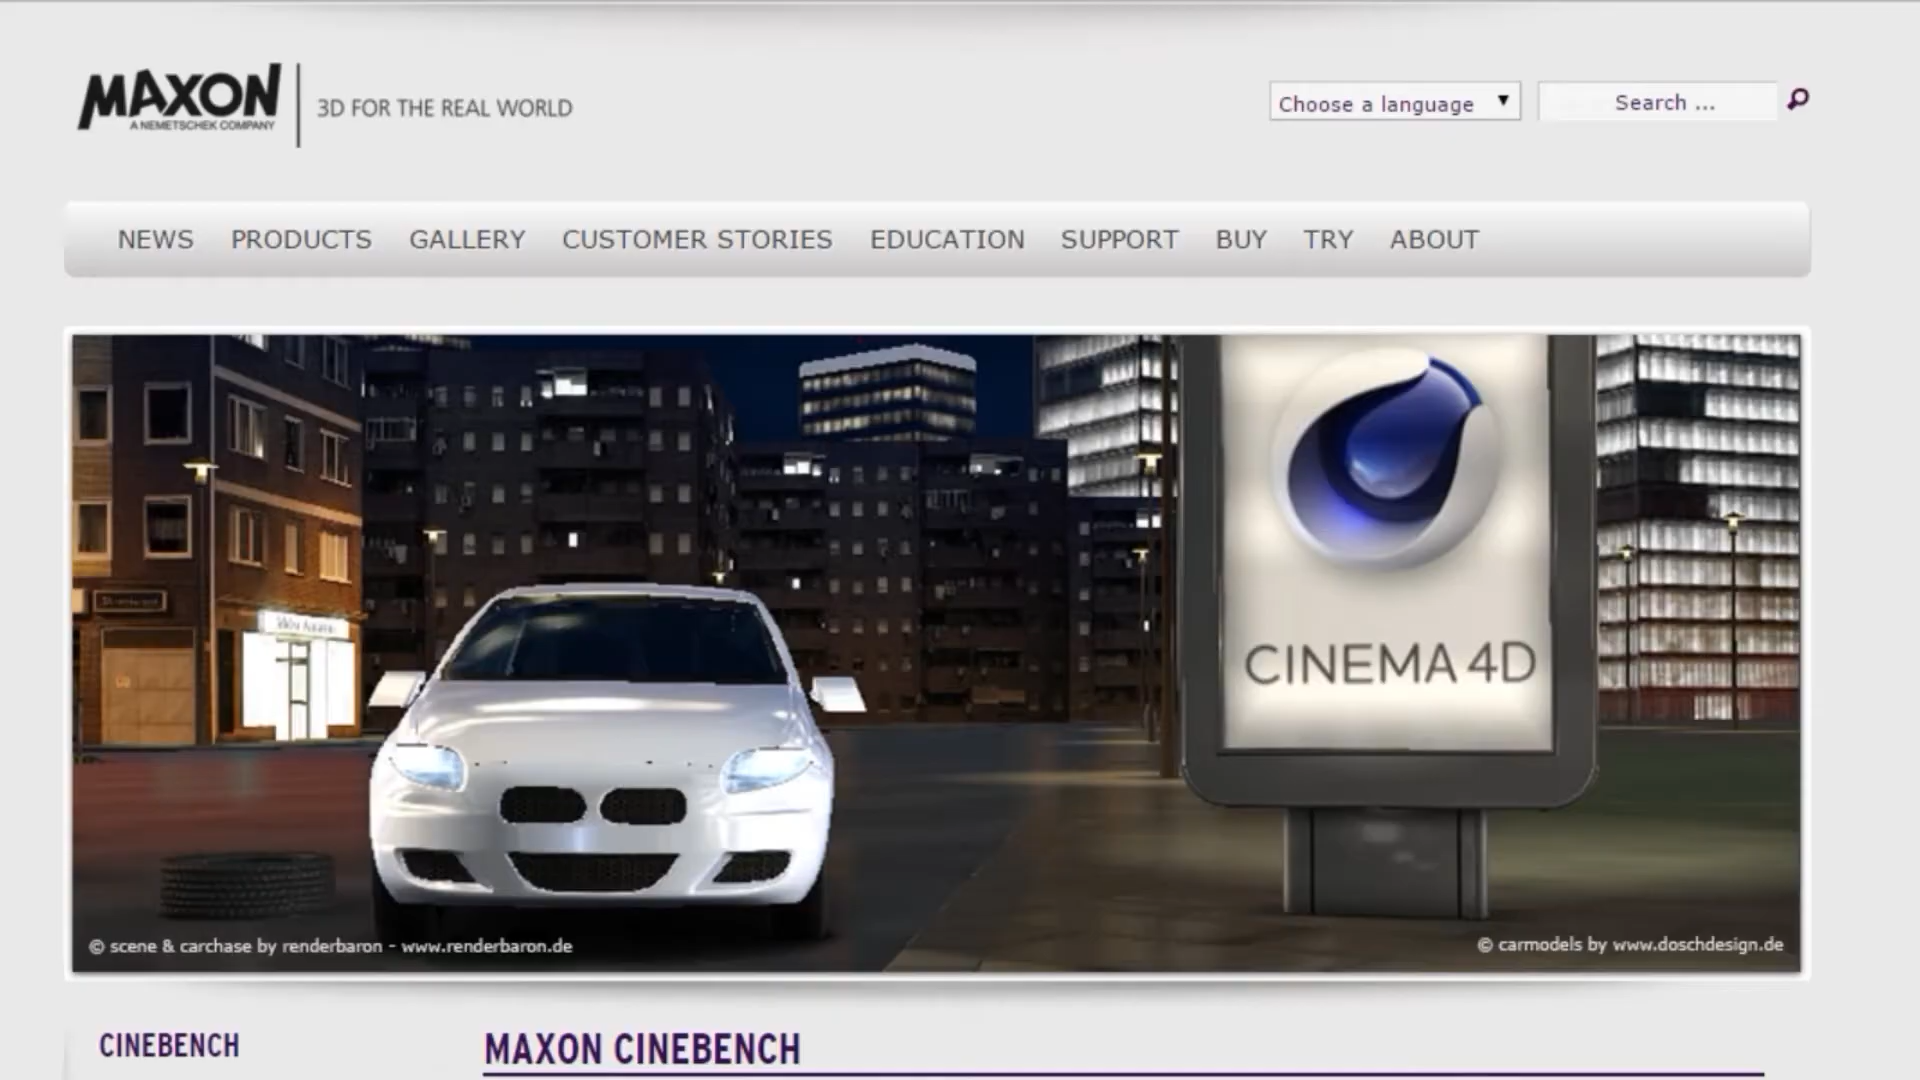 MAXON
A NEMETSCHEK COMPANY
3D FOR THE REAL WORLD
Choose a language
Search ...
NEWS PRODUCTS GALLERY CUSTOMER STORIES EDUCATION SUPPORT BUY TRY ABOUT
CINEMA 4D
© scene & carchase by renderbaron - www.renderbaron.de
© carmodels by www.doschdesign.de
CINEBENCH
MAXON CINEBENCH